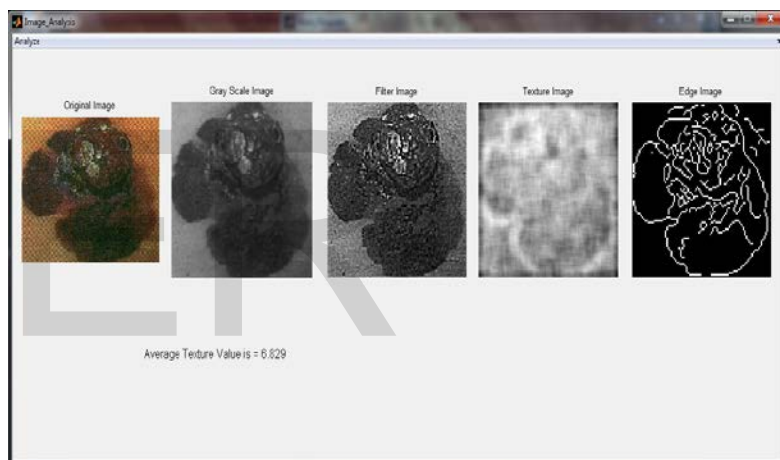 Image_Analysis
Analyze
Original Image
Gray Scale Image
Filter Image
Texture Image
Edge Image
ER
Average Texture Value is = 6.829